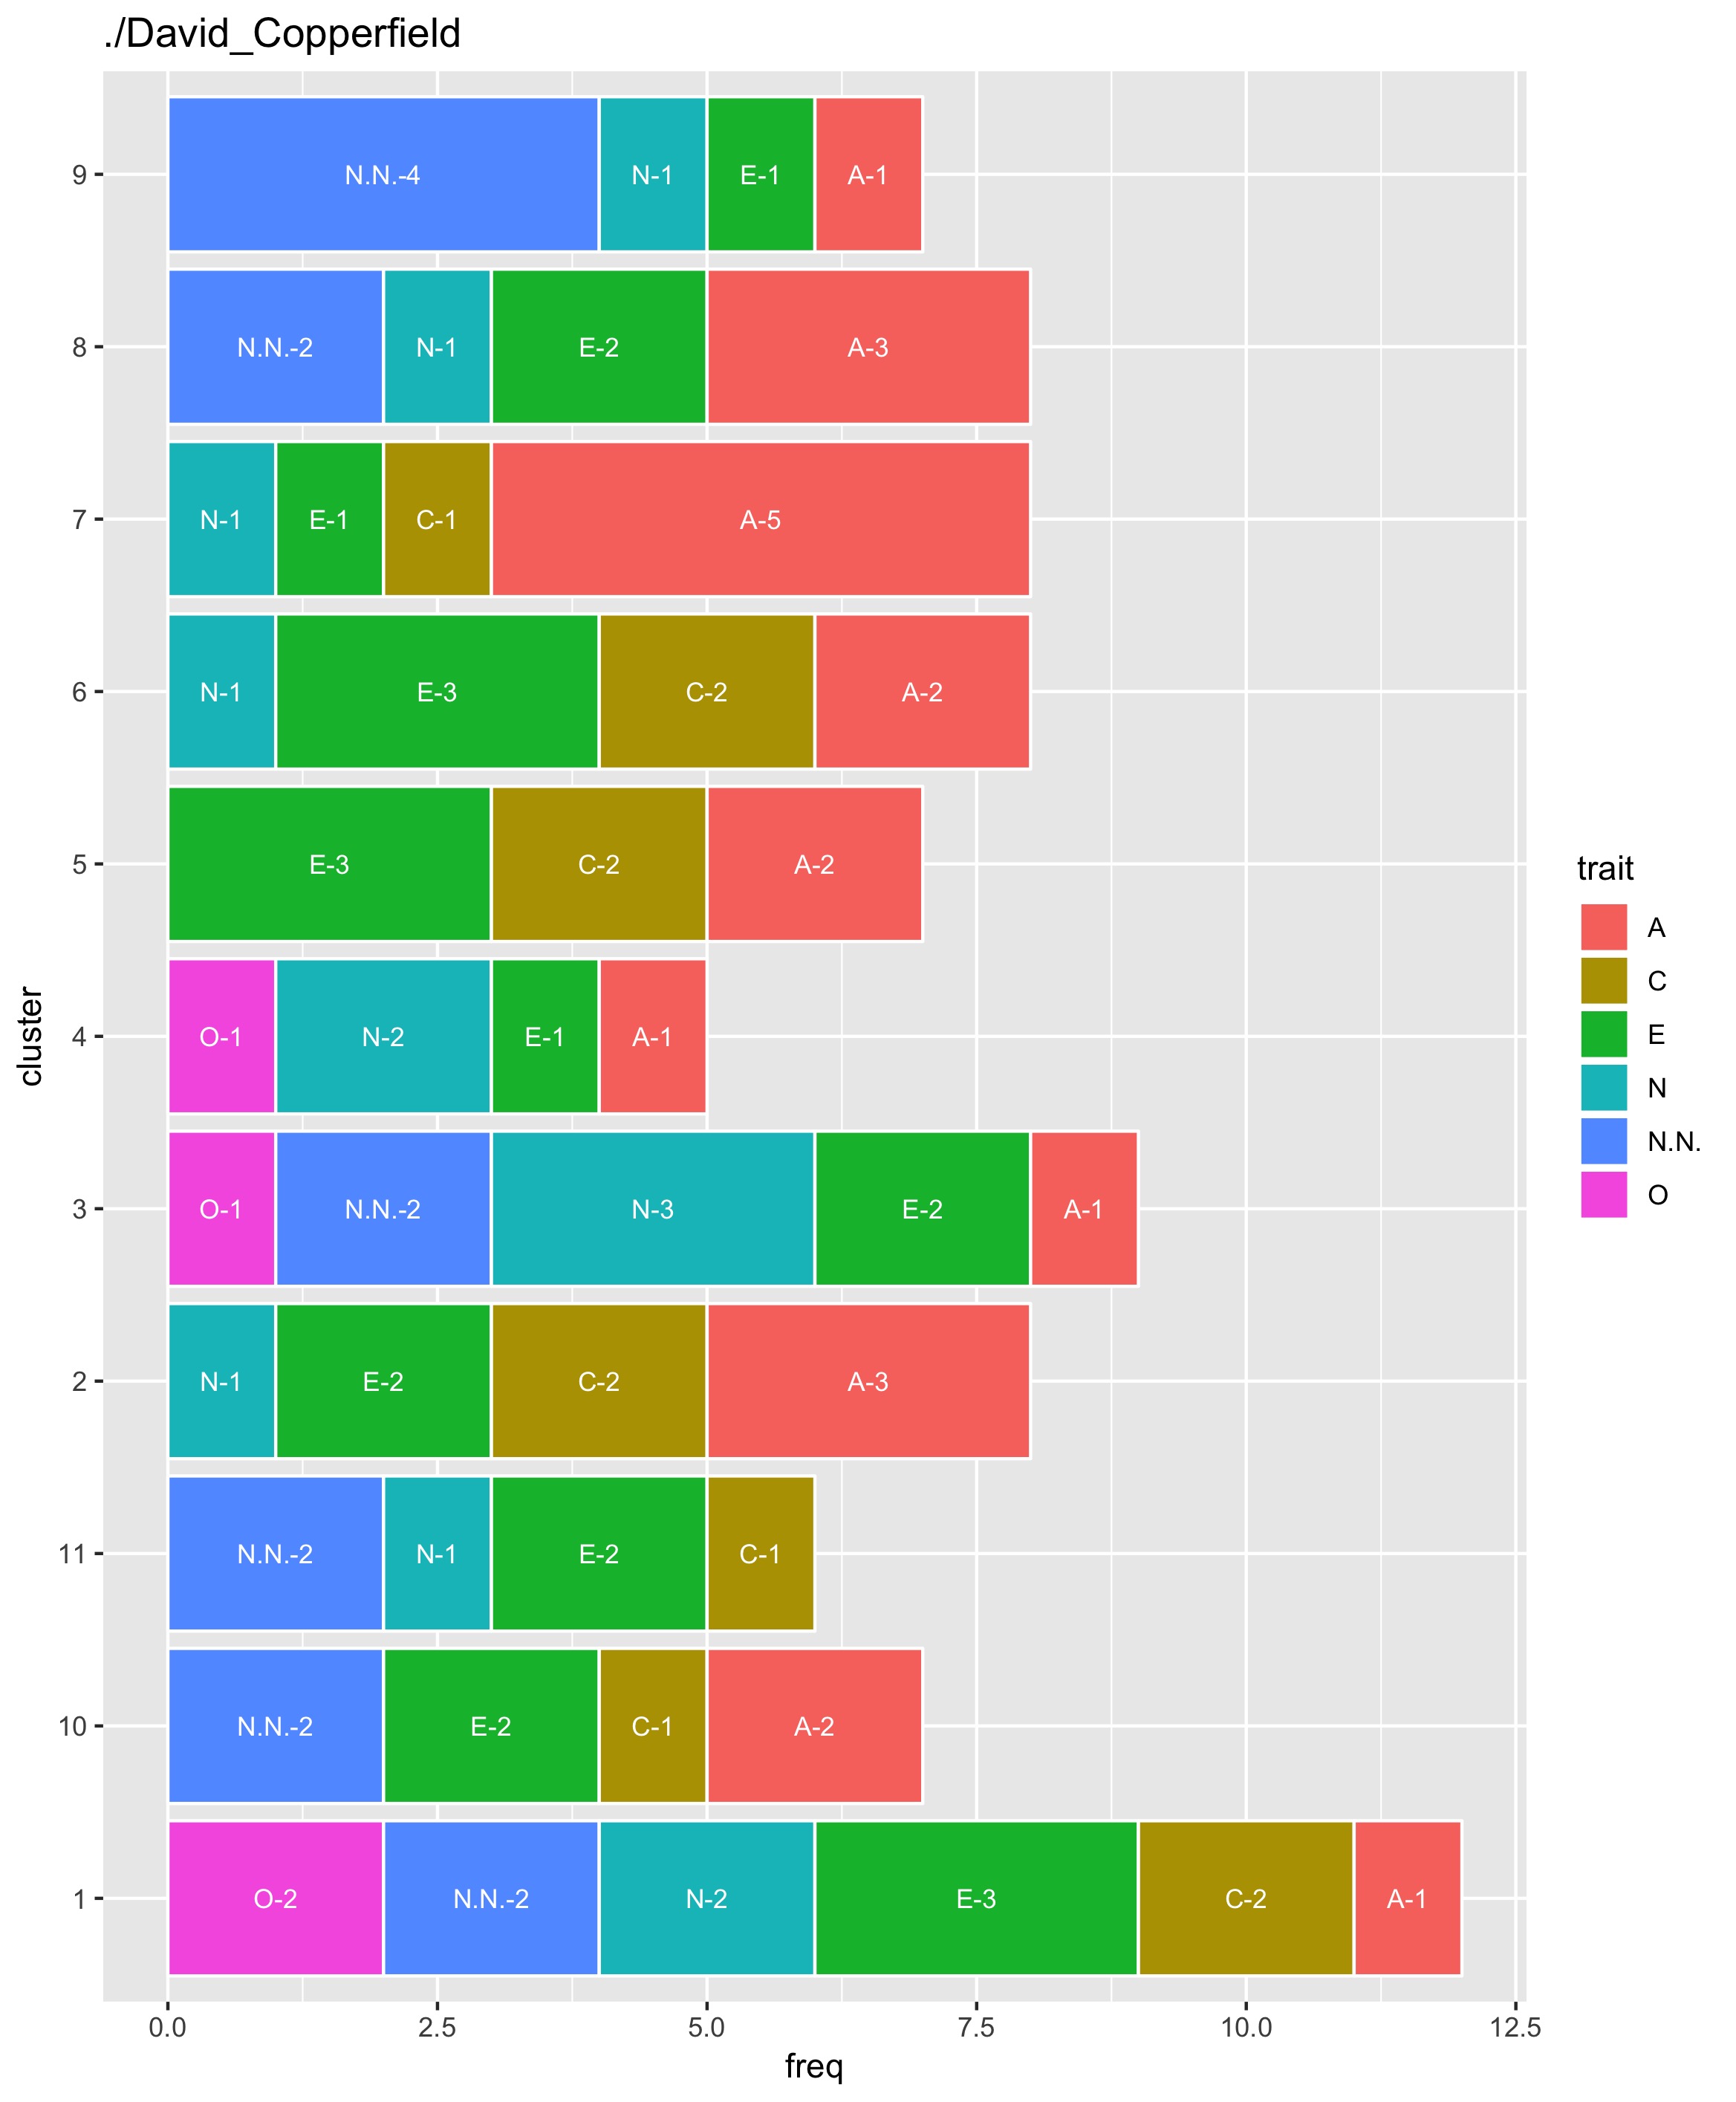 ./David_Copperfield
9
N.N.-4 N-1 E-1 A-1
8
N.N.-2 N-1 E-2 A-3
7
N-1 E-1 C-1 A-5
6
N-1 E-3 C-2 A-2
5
E-3 C-2 A-2
4
O-1 N-2 E-1 A-1
3
O-1 N.N.-2 N-3 E-2 A-1
2
N-1 E-2 C-2 A-3
11
N.N.-2 N-1 E-2 C-1
10
N.N.-2 E-2 C-1 A-2
1
O-2 N.N.-2 N-2 E-3 C-2 A-1
cluster
0.0 2.5 5.0 7.5 10.0 12.5
freq
trait
A
C
E
N
N.N.
O